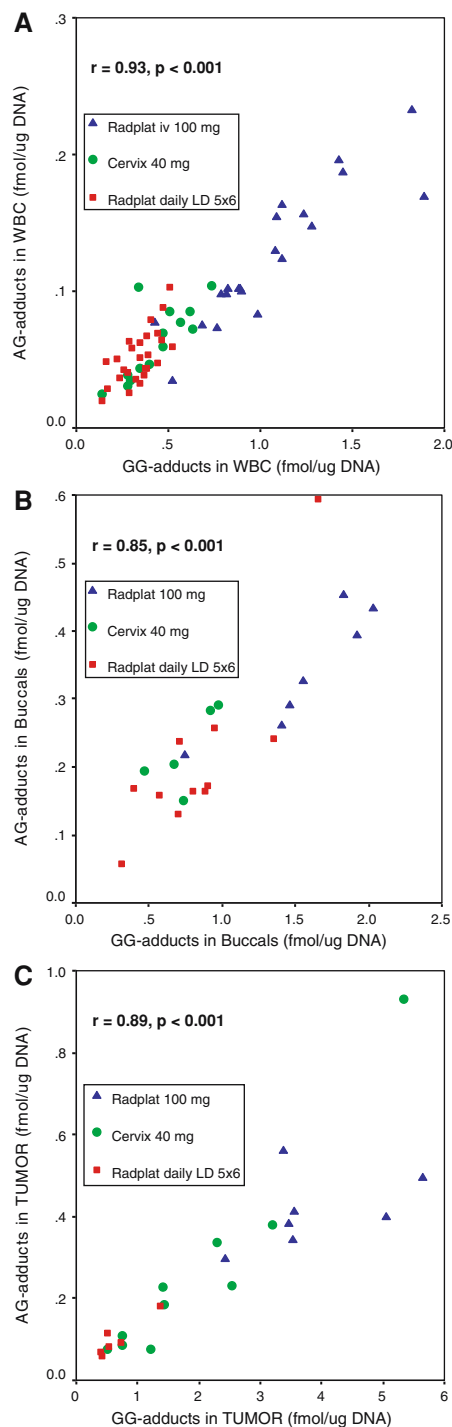 A
AG-adducts in WBC (fmol/ug DNA)
.3
.2
.1
0.0
r = 0.93, p < 0.001
Radplat iv 100 mg
Cervix 40 mg
Radplat daily LD 5x6
0.0 .5 1.0 1.5 2.0
GG-adducts in WBC (fmol/ug DNA)
B
AG-adducts in Buccals (fmol/ug DNA)
.6
.5
.4
.3
.2
.1
0.0
r = 0.85, p < 0.001
Radplat 100 mg
Cervix 40 mg
Radplat daily LD 5x6
0.0 .5 1.0 1.5 2.0 2.5
GG-adducts in Buccals (fmol/ug DNA)
C
AG-adducts in TUMOR (fmol/ug DNA)
1.0
.8
.6
.4
.2
0.0
r = 0.89, p < 0.001
Radplat 100 mg
Cervix 40 mg
Radplat daily LD 5x6
0 1 2 3 4 5 6
GG-adducts in TUMOR (fmol/ug DNA)